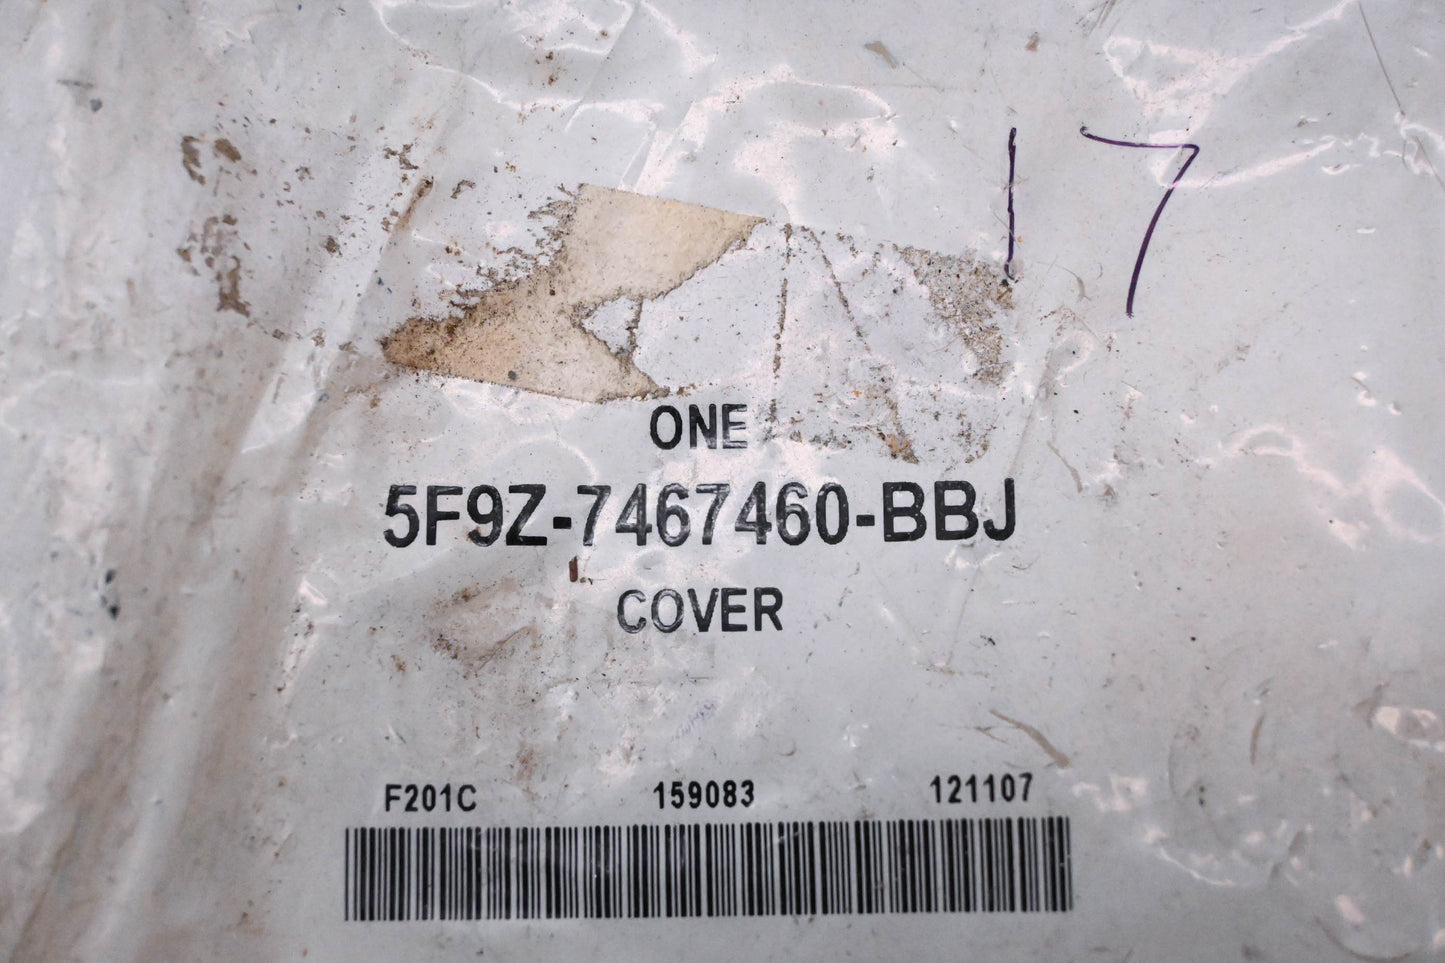 17
ONE
5F9Z-7467460-BBJ
COVER
F201C 159083 121107